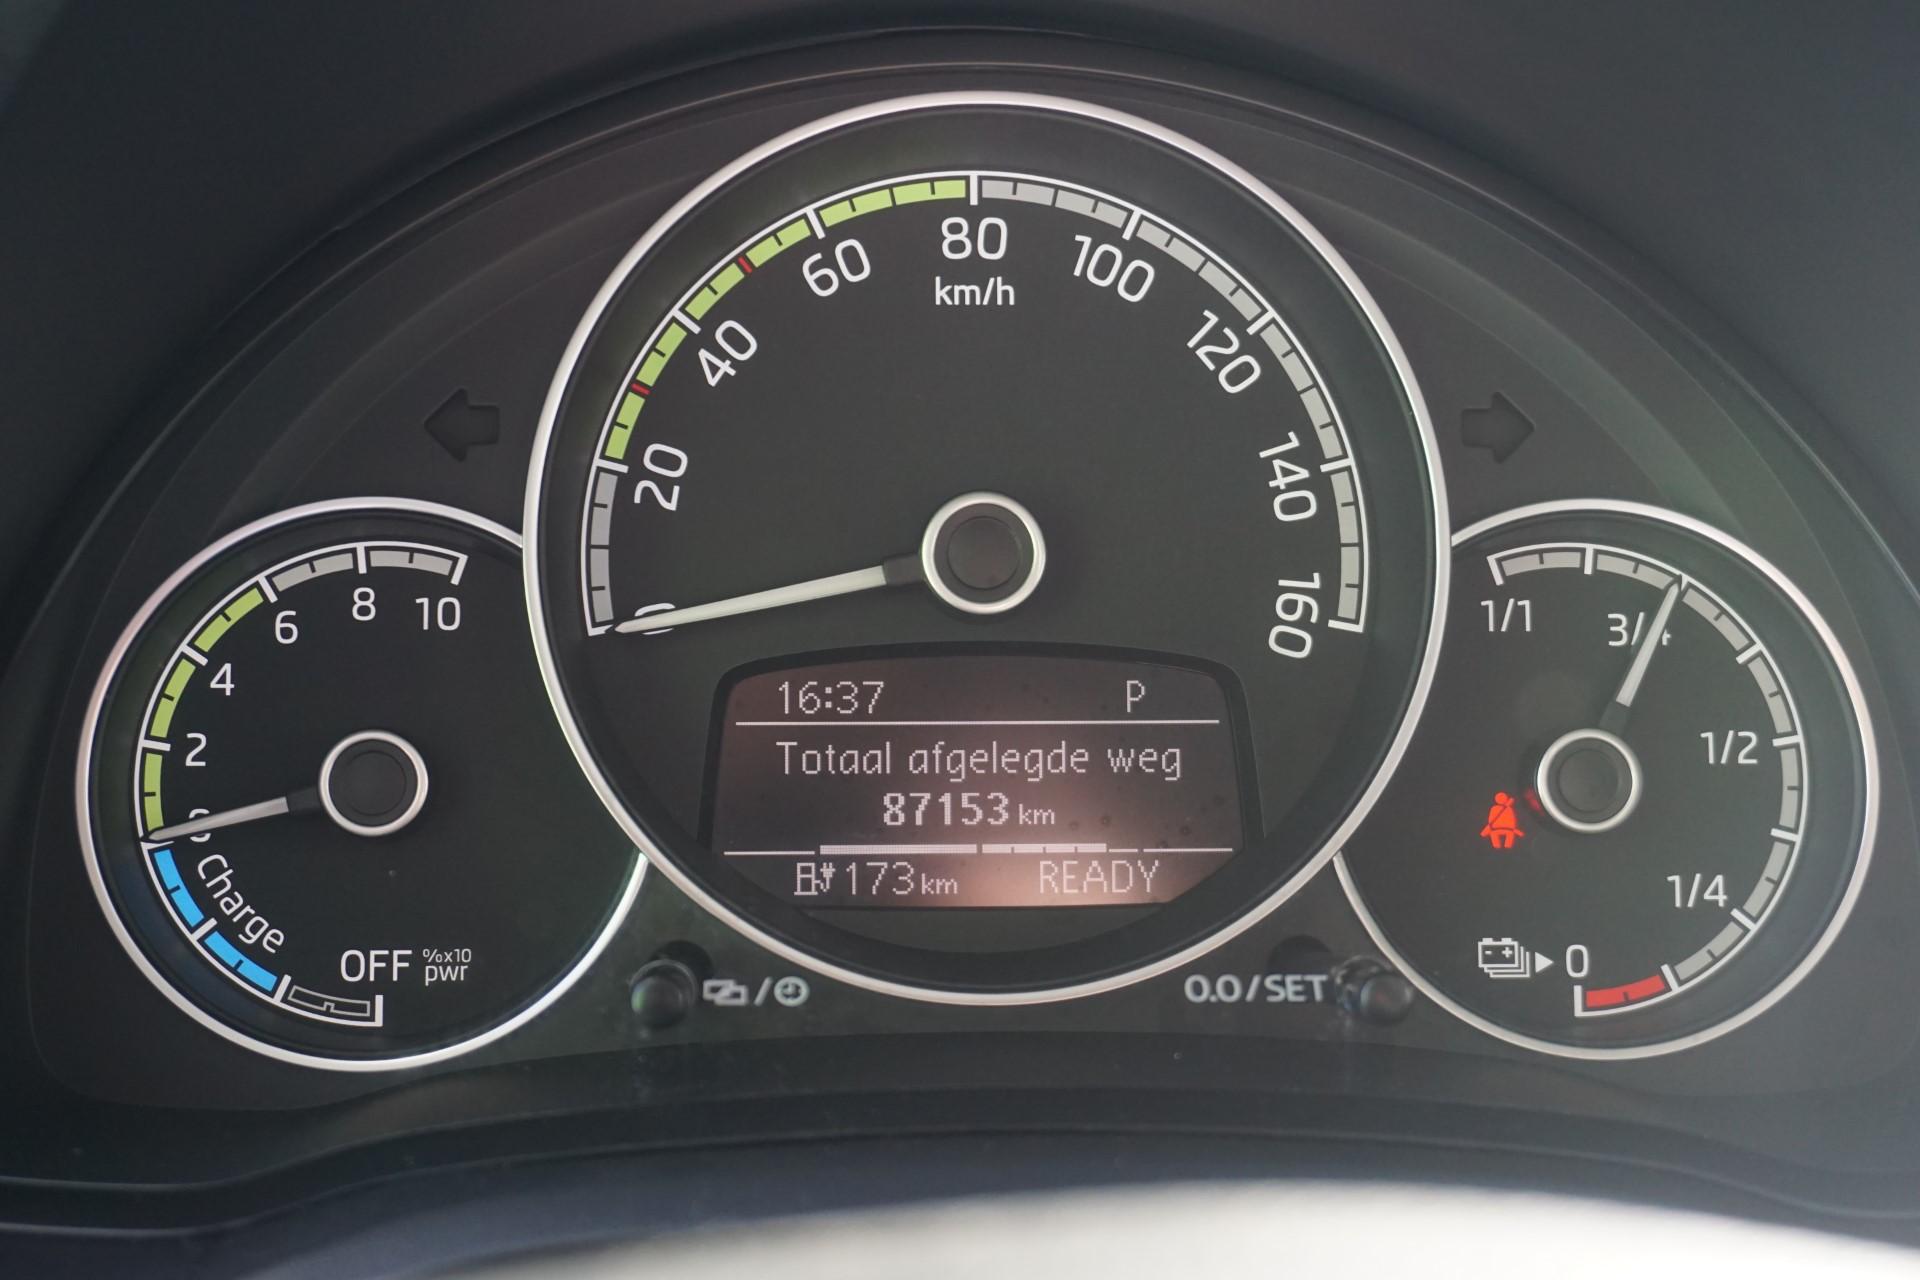 80
km/h
60
100
40
120
20
140
0
160
16:37 P
Totaal afgelegde weg
87153 km
173 km READY
10
8
6
4
2
0
Charge
OFF %x10
pwr
0.0/SET
1/1
3/4
1/2
1/4
0